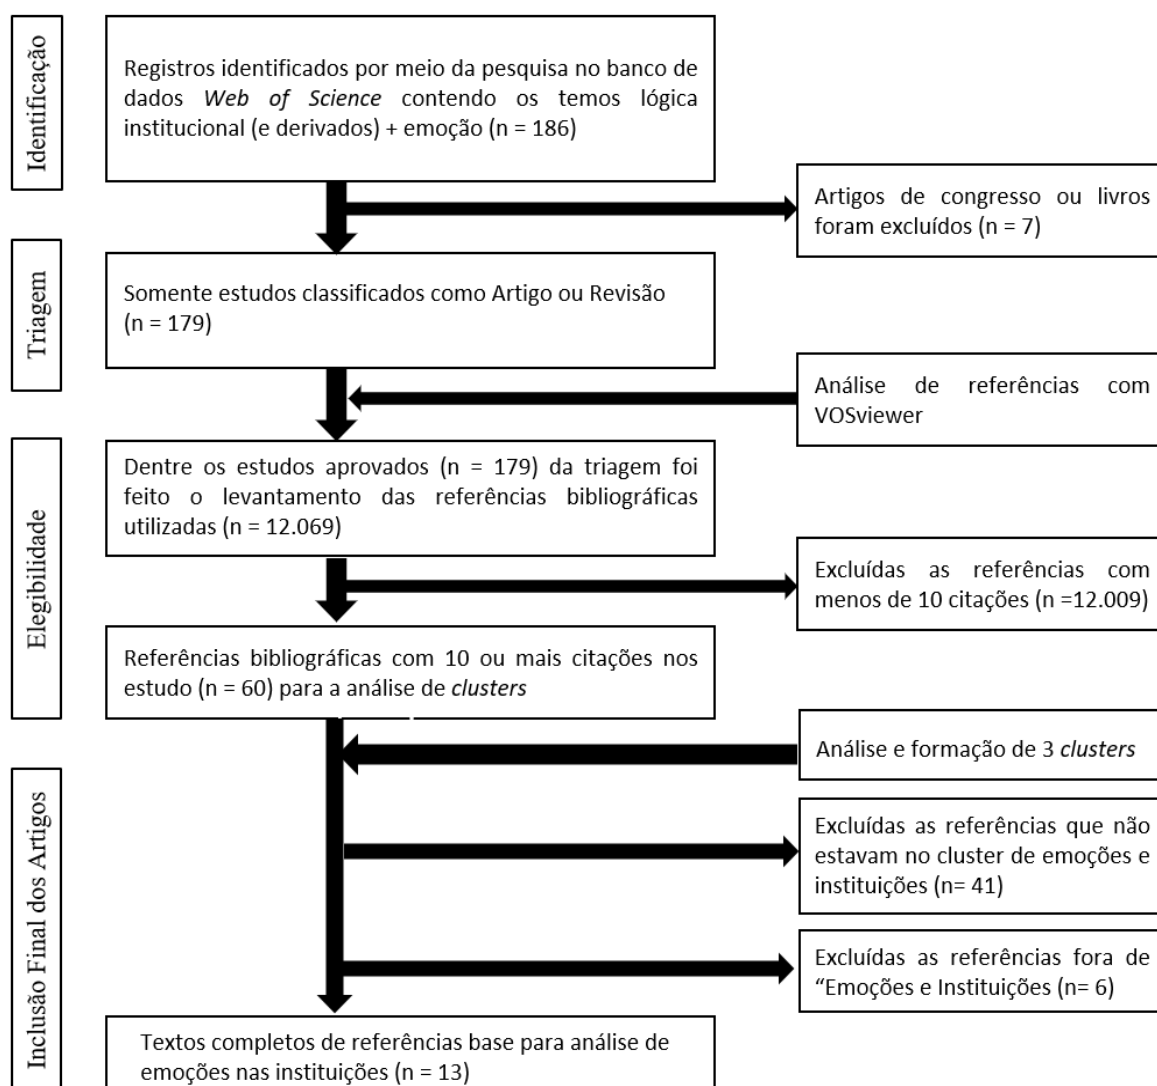 Identificação
Registros identificados por meio da pesquisa no banco de
dados Web of Science contendo os temos lógica
institucional (e derivados) + emoção (n = 186)
Artigos de congresso ou livros
foram excluídos (n = 7)
Triagem
Somente estudos classificados como Artigo ou Revisão
(n = 179)
Análise de referências com
VOSviewer
Elegibilidade
Dentre os estudos aprovados (n = 179) da triagem foi
feito o levantamento das referências bibliográficas
utilizadas (n = 12.069)
Excluídas as referências com
menos de 10 citações (n =12.009)
Referências bibliográficas com 10 ou mais citações nos
estudo (n = 60) para a análise de clusters
Inclusão Final dos Artigos
Análise e formação de 3 clusters
Excluídas as referências que não
estavam no cluster de emoções e
instituições (n= 41)
Excluídas as referências fora de
“Emoções e Instituições (n= 6)
Textos completos de referências base para análise de
emoções nas instituições (n = 13)